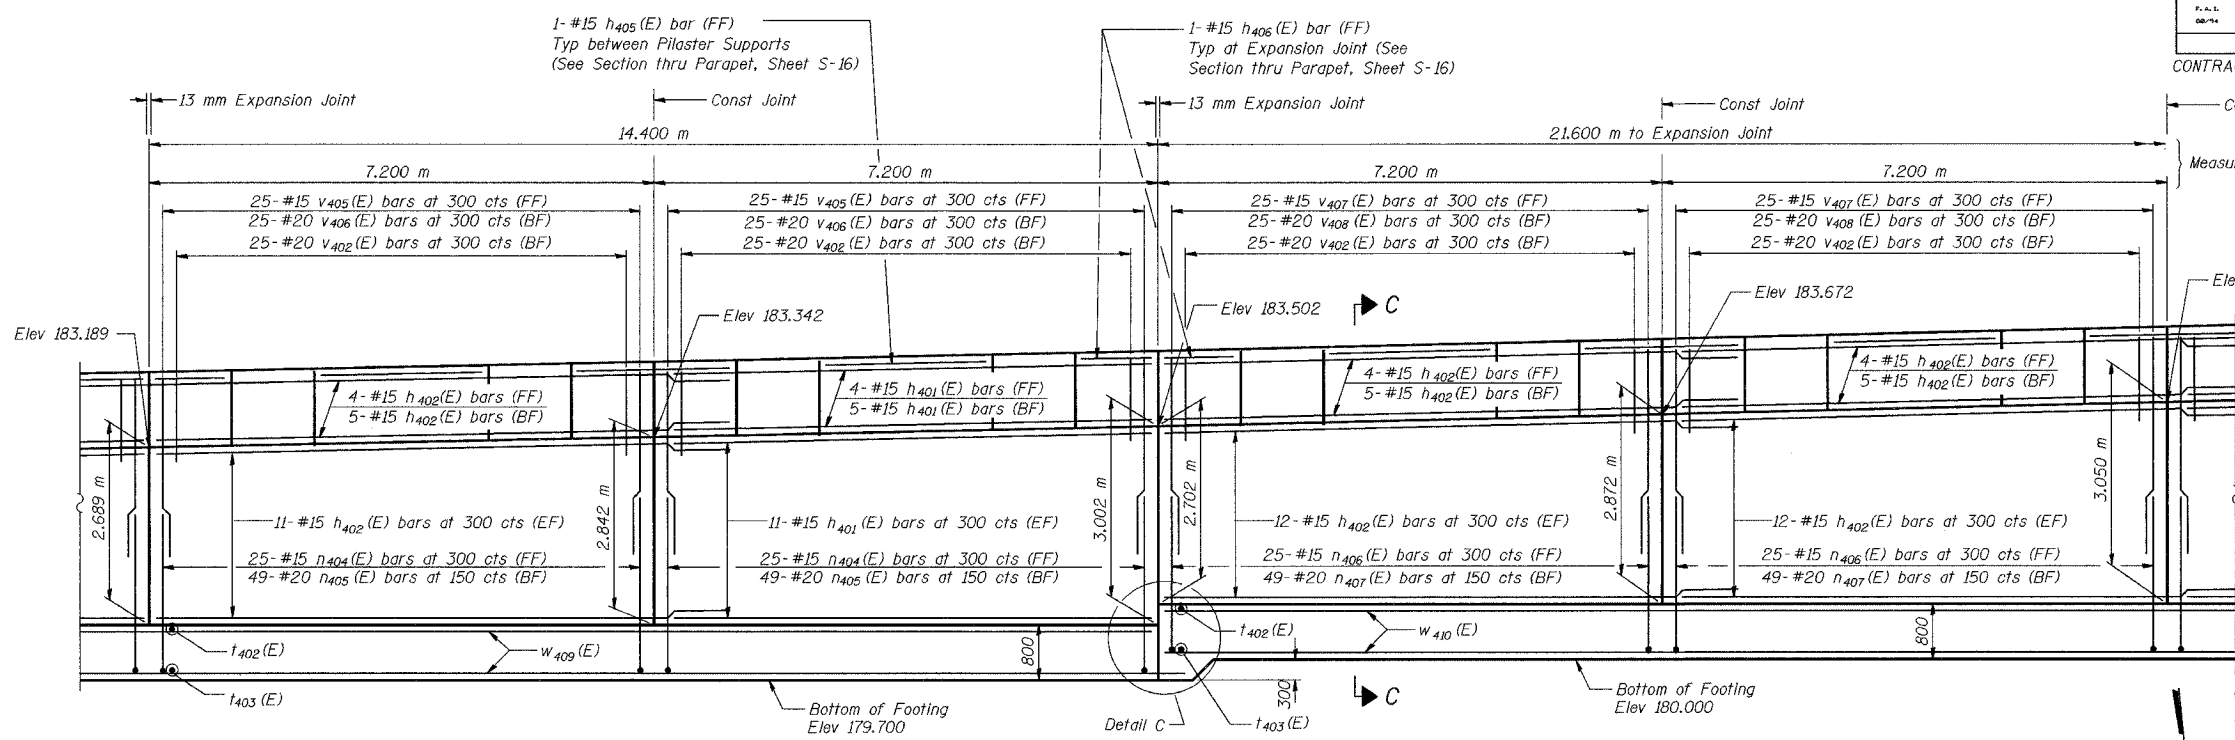 F.A.I.
CONTRA
1-#15 h405(E) bar (FF)
Typ between Pilaster Supports
(See Section thru Parapet, Sheet S-16)
1-#15 h406(E) bar (FF)
Typ at Expansion Joint (See
Section thru Parapet, Sheet S-16)
13 mm Expansion Joint
Const Joint
13 mm Expansion Joint
Const Joint
C
14.400 m
21.600 m to Expansion Joint
Measu
7.200 m
7.200 m
7.200 m
7.200 m
25-#15 v405(E) bars at 300 cts (FF)
25-#20 v406(E) bars at 300 cts (BF)
25-#20 v402(E) bars at 300 cts (BF)
25-#15 v405(E) bars at 300 cts (FF)
25-#20 v406(E) bars at 300 cts (BF)
25-#20 v402(E) bars at 300 cts (BF)
25-#15 v407(E) bars at 300 cts (FF)
25-#20 v408(E) bars at 300 cts (BF)
25-#20 v402(E) bars at 300 cts (BF)
25-#15 v407(E) bars at 300 cts (FF)
25-#20 v408(E) bars at 300 cts (BF)
25-#20 v402(E) bars at 300 cts (BF)
Elev 183.189
Elev 183.342
Elev 183.502
C
Elev 183.672
Ele
4-#15 h402(E) bars (FF)
5-#15 h402(E) bars (BF)
4-#15 h401(E) bars (FF)
5-#15 h401(E) bars (BF)
4-#15 h402(E) bars (FF)
5-#15 h402(E) bars (BF)
4-#15 h402(E) bars (FF)
5-#15 h402(E) bars (BF)
2.689 m
2.842 m
3.002 m
2.702 m
2.872 m
3.050 m
11-#15 h402(E) bars at 300 cts (EF)
11-#15 h401(E) bars at 300 cts (EF)
12-#15 h402(E) bars at 300 cts (EF)
12-#15 h402(E) bars at 300 cts (EF)
25-#15 n404(E) bars at 300 cts (FF)
49-#20 n405(E) bars at 150 cts (BF)
25-#15 n404(E) bars at 300 cts (FF)
49-#20 n405(E) bars at 150 cts (BF)
25-#15 n406(E) bars at 300 cts (FF)
49-#20 n407(E) bars at 150 cts (BF)
25-#15 n406(E) bars at 300 cts (FF)
49-#20 n407(E) bars at 150 cts (BF)
t402(E)
w409(E)
800
t402(E)
w410(E)
800
t403(E)
Bottom of Footing
Elev 179.700
Detail C
t403(E)
300
C
Bottom of Footing
Elev 180.000